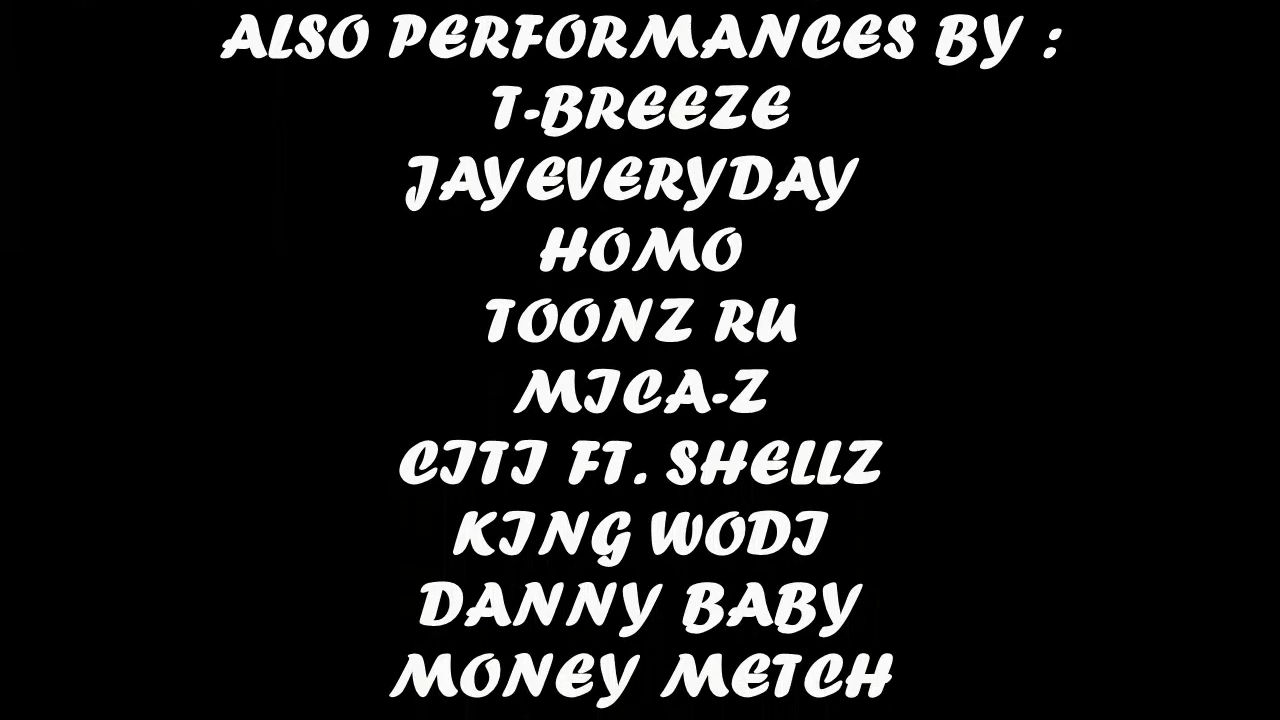 ALSO PERFORMANCES BY :
T-BREEZE
JAYEVERYDAY
HOMO
TOONZ RU
MICA-Z
CITI FT. SHELLZ
KING WODI
DANNY BABY
MONEY METCH